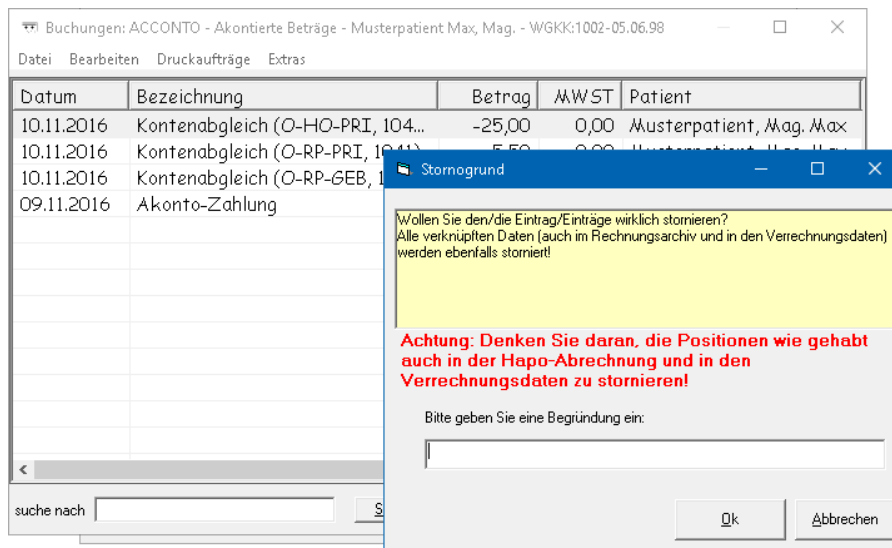 Buchungen: ACCONTO - Akontierte Beträge - Musterpatient Max, Mag. - WGKK:1002-05.06.98
Datei Bearbeiten Druckaufträge Extras
Datum Bezeichnung Betrag MWST Patient
10.11.2016 Kontenabgleich (O-HO-PRI, 104... -25,00 0,00 Musterpatient, Mag. Max
10.11.2016 Kontenabgleich (O-RP-PRI,
10.11.2016 Kontenabgleich (O-RP-GEB, 1
09.11.2016 Akonto-Zahlung
suche nach S
Stornogrund
Wollen Sie den/die Eintrag/Einträge wirklich stornieren?
Alle verknüpften Daten (auch im Rechnungsarchiv und in den Verrechnungsdaten)
werden ebenfalls storniert!
Achtung: Denken Sie daran, die Positionen wie gehabt
auch in der Hapo-Abrechnung und in den
Verrechnungsdaten zu stornieren!
Bitte geben Sie eine Begründung ein:
Ok Abbrechen